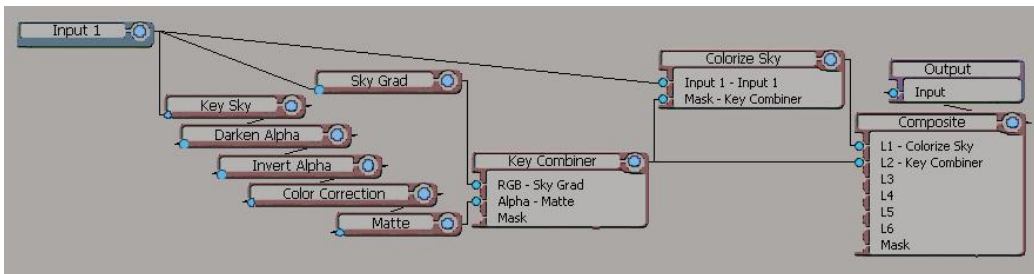 Input 1
Sky Grad
Key Sky
Darken Alpha
Invert Alpha
Color Correction
Matte
Key Combiner
RGB - Sky Grad
Alpha - Matte
Mask
Colorize Sky
Input 1 - Input 1
Mask - Key Combiner
Output
Input
Composite
L1 - Colorize Sky
L2 - Key Combiner
L3
L4
L5
L6
Mask